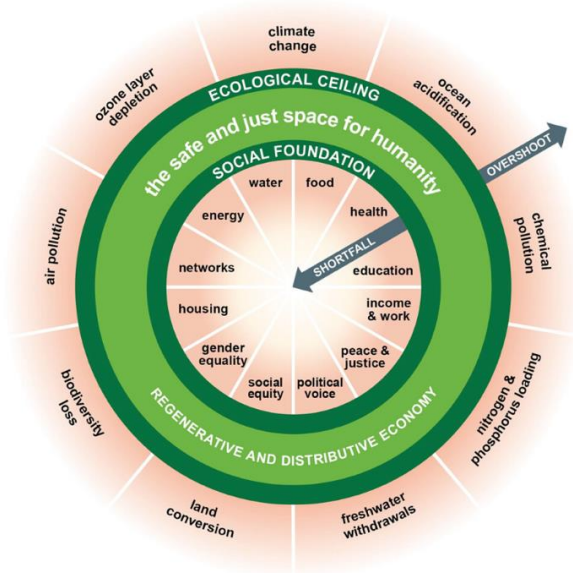 climate
change
ocean
acidification
chemical
pollution
nitrogen &
phosphorus loading
freshwater
withdrawals
land
conversion
biodiversity
loss
air pollution
ozone layer
depletion
OVERSHOOT
ECOLOGICAL CEILING
the safe and just space for humanity
SOCIAL FOUNDATION
water
food
health
SHORTFALL
education
income
& work
peace &
justice
political
voice
social
equity
gender
equality
housing
networks
energy
REGENERATIVE AND DISTRIBUTIVE ECONOMY